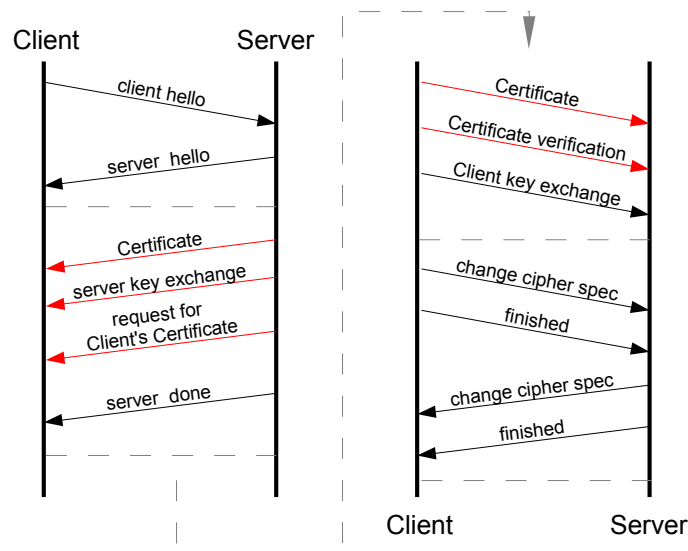 Client
Server
client hello
server hello
Certificate
server key exchange
request for
Client's Certificate
server done
Certificate
Certificate verification
Client key exchange
change cipher spec
finished
change cipher spec
finished
Client
Server